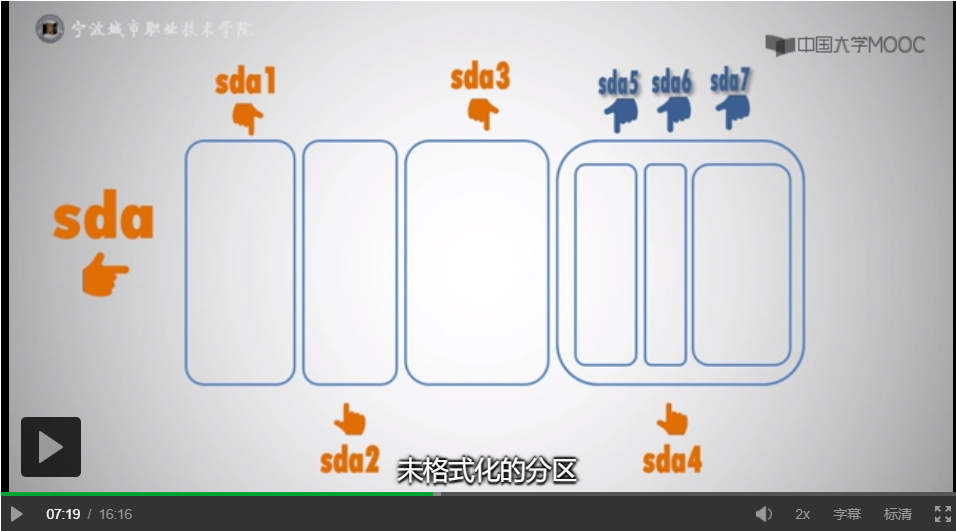 宁波城市职业技术学院
中国大学MOOC
sda1
sda3
sda5 sda6 sda7
sda
sda2
sda4
未格式化的分区
07:19 / 16:16
2x 字幕 标清